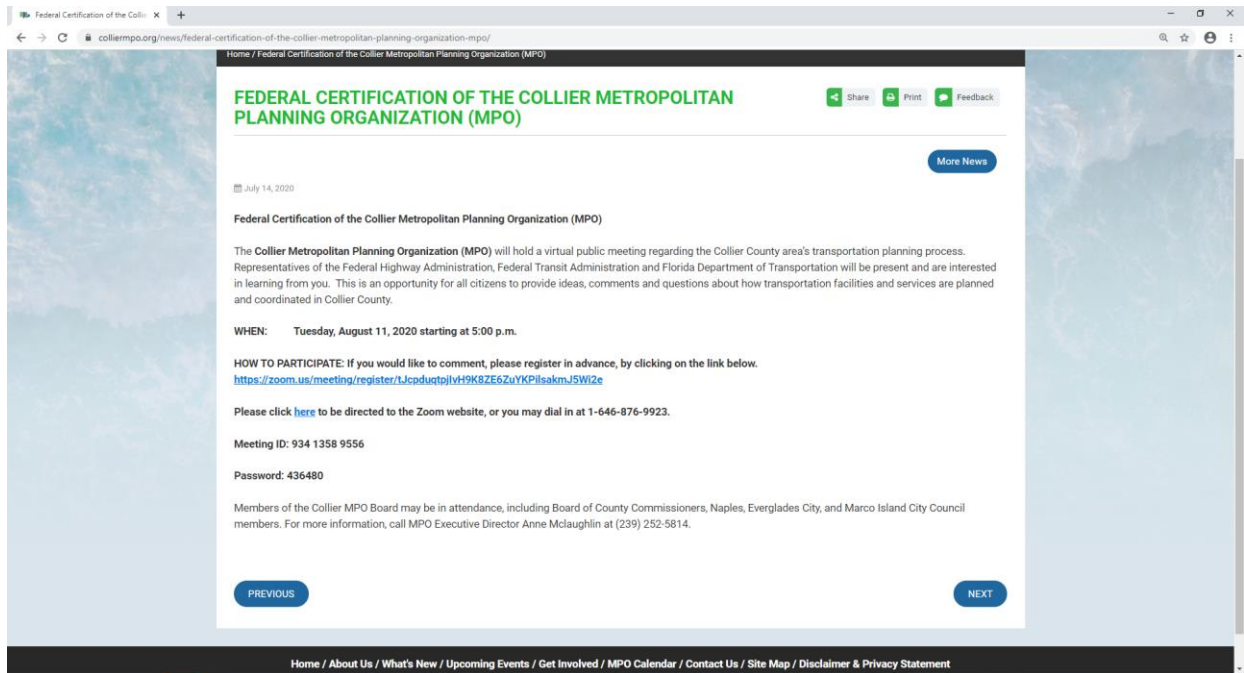 Federal Certification of the Collie
colliermpo.org/news/federal-certification-of-the-collier-metropolitan-planning-organization-mpo/
Home / Federal Certification of the Collier Metropolitan Planning Organization (MPO)
FEDERAL CERTIFICATION OF THE COLLIER METROPOLITAN
PLANNING ORGANIZATION (MPO)
Share Print Feedback
More News
July 14, 2020
Federal Certification of the Collier Metropolitan Planning Organization (MPO)
The Collier Metropolitan Planning Organization (MPO) will hold a virtual public meeting regarding the Collier County area's transportation planning process.
Representatives of the Federal Highway Administration, Federal Transit Administration and Florida Department of Transportation will be present and are interested
in learning from you. This is an opportunity for all citizens to provide ideas, comments and questions about how transportation facilities and services are planned
and coordinated in Collier County.
WHEN: Tuesday, August 11, 2020 starting at 5:00 p.m.
HOW TO PARTICIPATE: If you would like to comment, please register in advance, by clicking on the link below.
https://zoom.us/meeting/register/tJcpduqtpjIvH9K8ZE6ZuYKPilsakmJ5Wi2e
Please click here to be directed to the Zoom website, or you may dial in at 1-646-876-9923.
Meeting ID: 934 1358 9556
Password: 436480
Members of the Collier MPO Board may be in attendance, including Board of County Commissioners, Naples, Everglades City, and Marco Island City Council
members. For more information, call MPO Executive Director Anne Mclaughlin at (239) 252-5814.
PREVIOUS
NEXT
Home / About Us / What's New / Upcoming Events / Get Involved / MPO Calendar / Contact Us / Site Map / Disclaimer & Privacy Statement